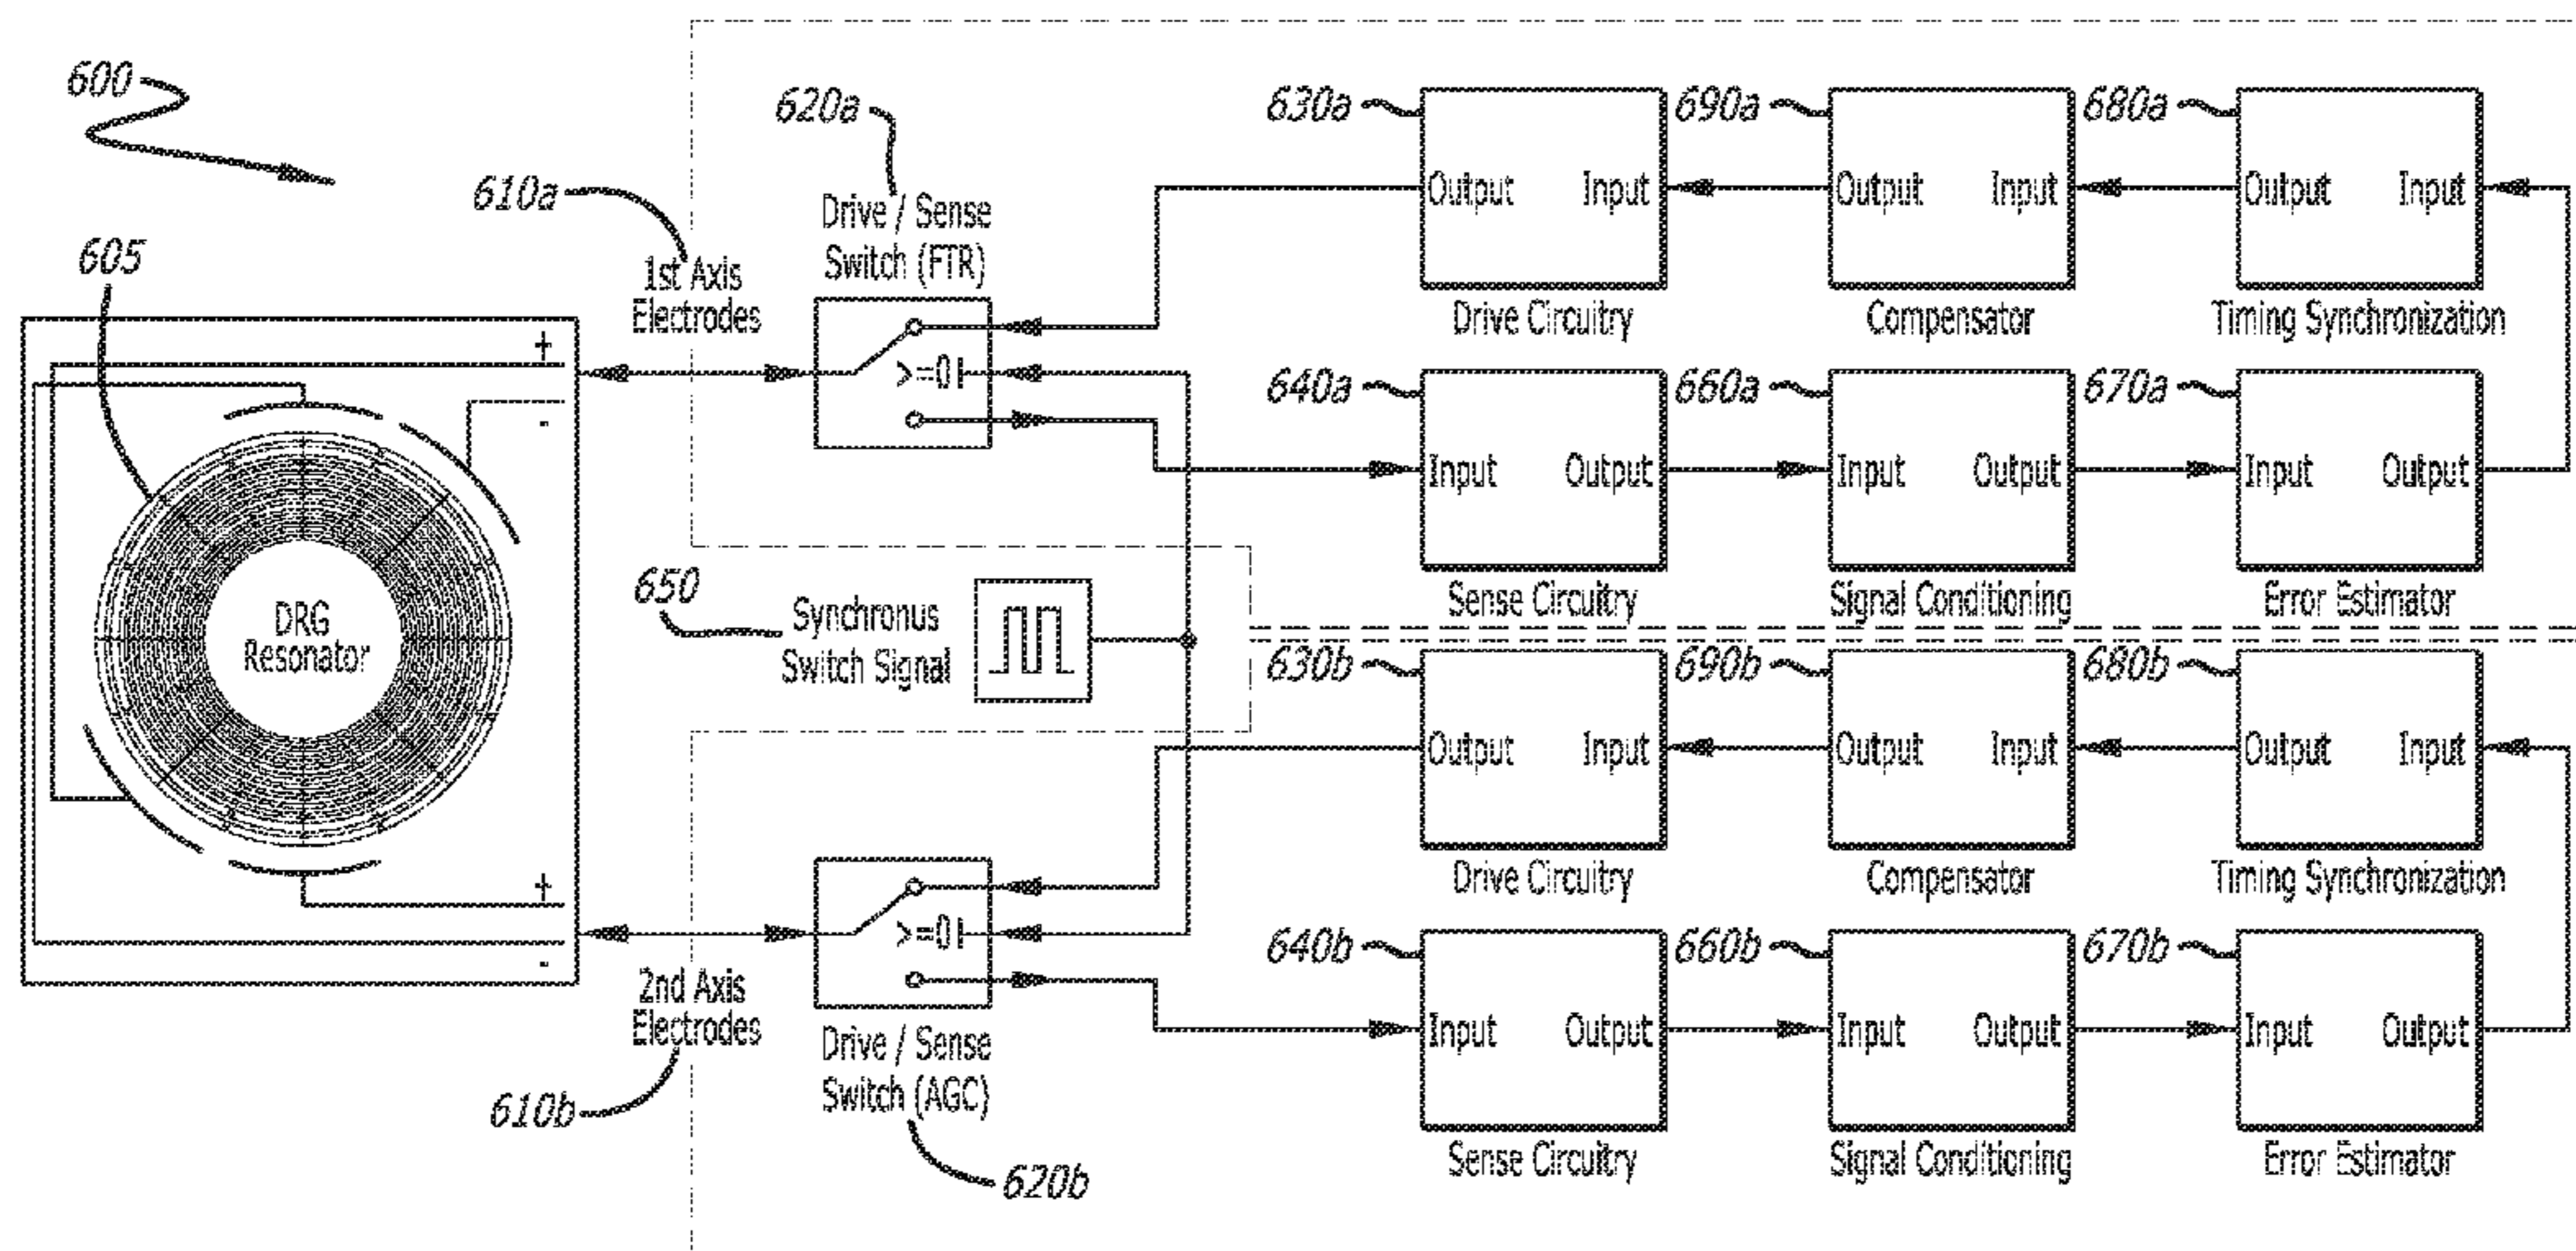 600
605
610a
1st Axis
Electrodes
620a
Drive / Sense
Switch (FTR)
>=0
+
-
DRG
Resonator
+
-
630a
Output Input
Drive Circuitry
690a
Output Input
Compensator
680a
Output Input
Timing Synchronization
640a
Input Output
Sense Circuitry
660a
Input Output
Signal Conditioning
670a
Input Output
Error Estimator
650
Synchronus
Switch Signal
630b
Output Input
Drive Circuitry
690b
Output Input
Compensator
680b
Output Input
Timing Synchronization
2nd Axis
Electrodes
610b
>=0
Drive / Sense
Switch (AGC)
620b
640b
Input Output
Sense Circuitry
660b
Input Output
Signal Conditioning
670b
Input Output
Error Estimator